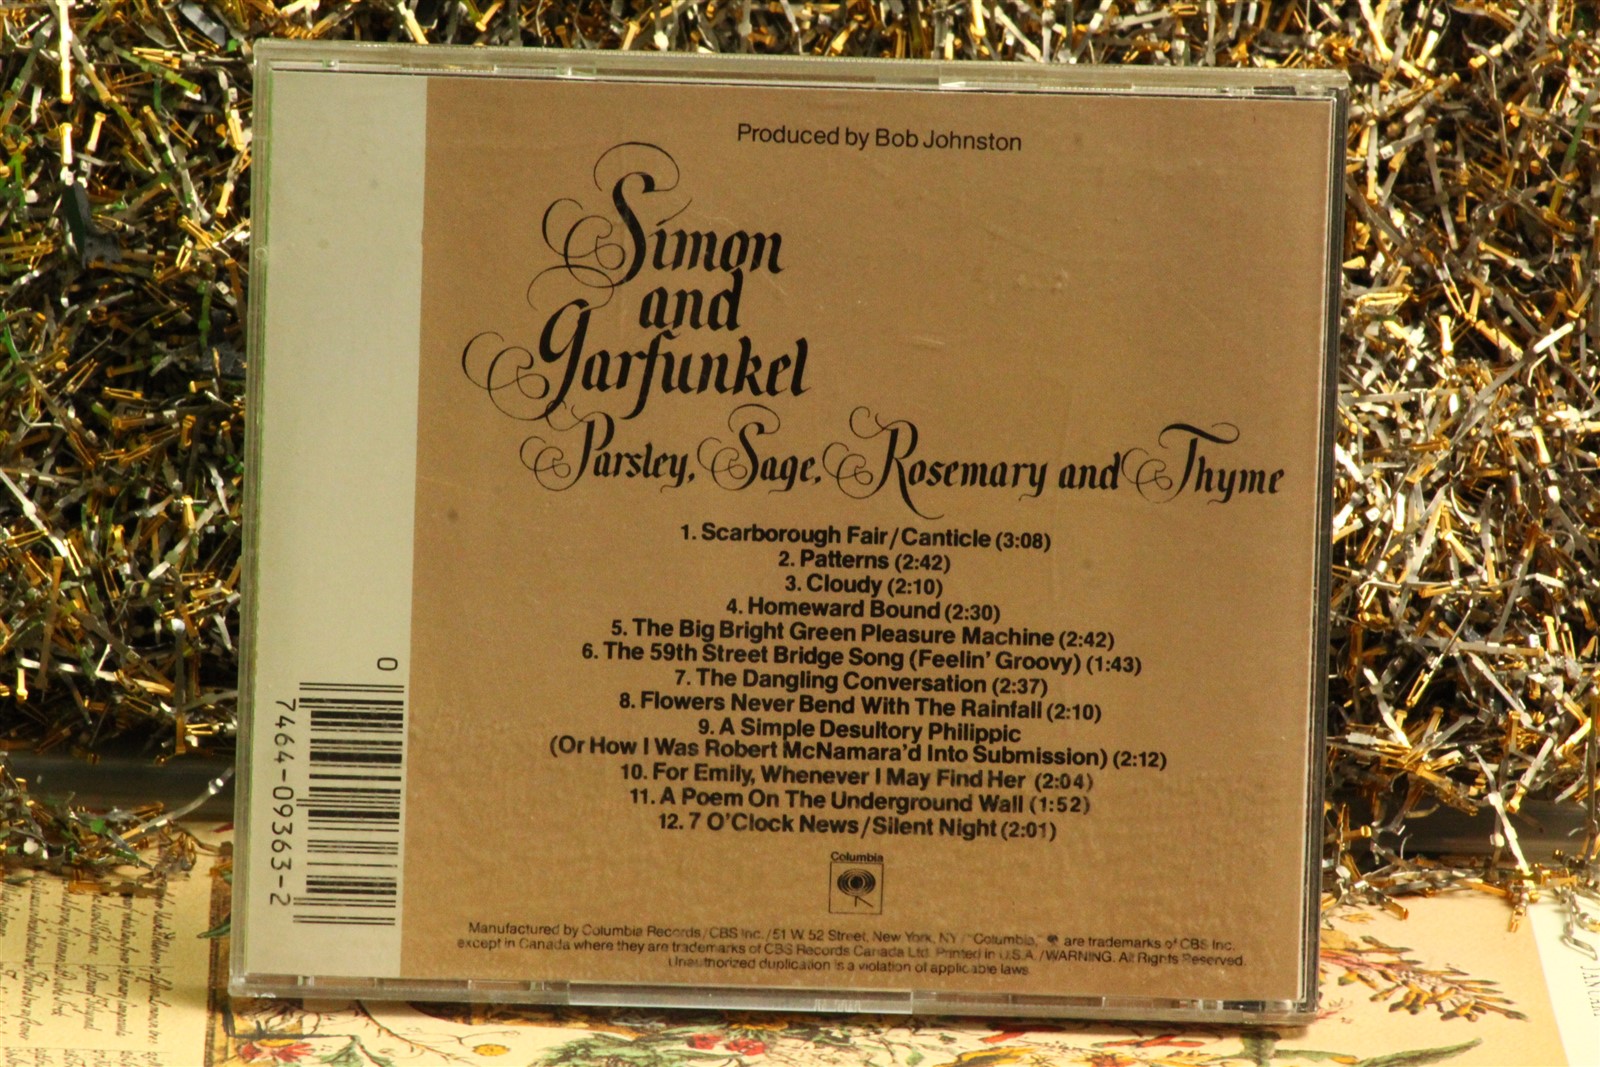 Produced by Bob Johnston
Simon
and
Garfunkel
Parsley, Sage, Rosemary and Thyme
1. Scarborough Fair/Canticle (3:08)
2. Patterns (2:42)
3. Cloudy (2:10)
4. Homeward Bound (2:30)
5. The Big Bright Green Pleasure Machine (2:42)
6. The 59th Street Bridge Song (Feelin' Groovy) (1:43)
7. The Dangling Conversation (2:37)
8. Flowers Never Bend With The Rainfall (2:10)
9. A Simple Desultory Philippic
(Or How I Was Robert McNamara'd Into Submission) (2:12)
10. For Emily, Whenever I May Find Her (2:04)
11. A Poem On The Underground Wall (1:52)
12. 7 O'Clock News/Silent Night (2:01)
Columbia
Manufactured by Columbia Records/CBS Inc./51 W. 52 Street, New York, NY/"Columbia," are trademarks of CBS Inc.
except in Canada where they are trademarks of CBS Records Canada Ltd. Printed in U.S.A./WARNING: All Rights Reserved.
Unauthorized duplication is a violation of applicable laws.
0
7464-09363-2